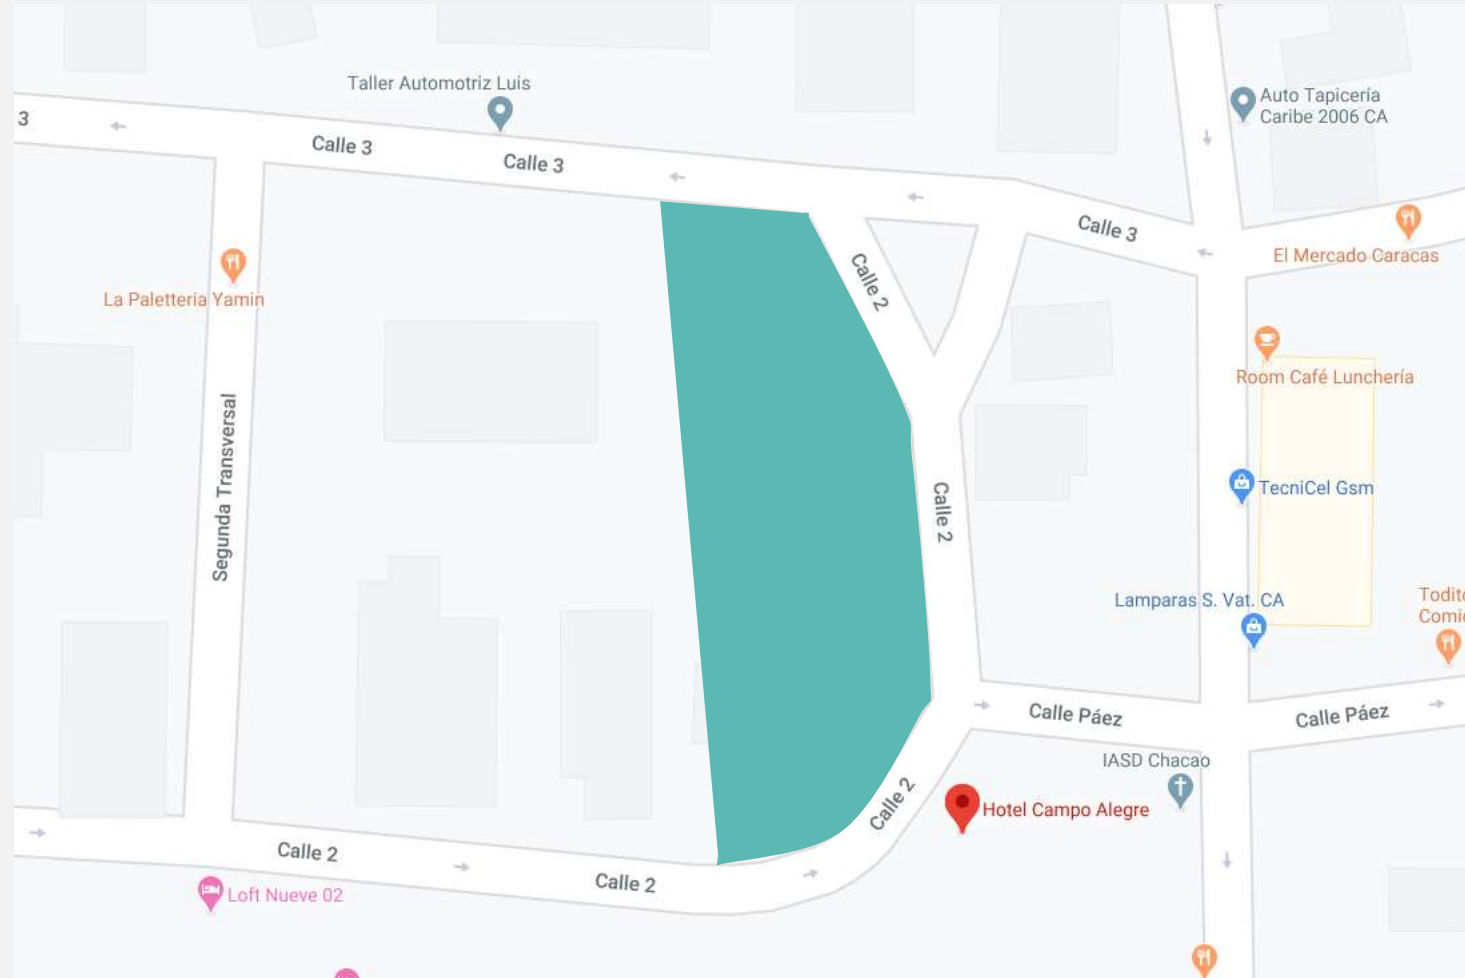 Taller Automotriz Luis
Auto Tapicería
Caribe 2006 CA
3
Calle 3
Calle 3
Calle 3
El Mercado Caracas
La Paletteria Yamin
Calle 2
Room Café Lunchería
Segunda Transversal
Calle 2
TecniCel Gsm
Lamparas S. Vat. CA
Todito
Comid
Calle Páez
Calle Páez
IASD Chacao
Calle 2
Hotel Campo Alegre
Calle 2
Calle 2
Loft Nueve 02